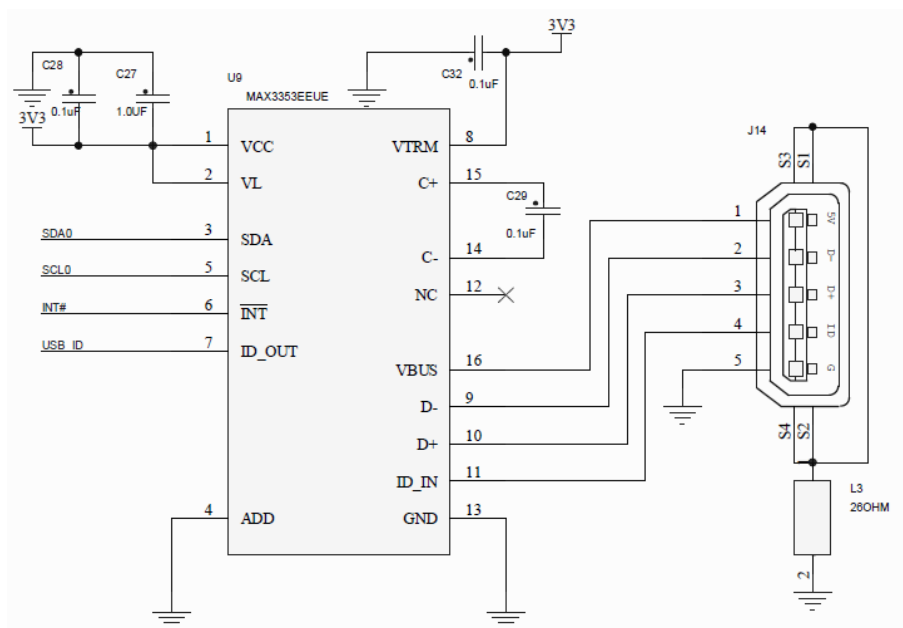 3V3
C28
0.1uF
C27
1.0UF
3V3
U9
MAX3353EEUE
C32
0.1uF
1 VCC
2 VL
SDA0 3 SDA
SCL0 5 SCL
INT# 6 INT
USB ID 7 ID_OUT
4 ADD
VTRM 8
C+ 15
C29
0.1uF
C- 14
NC 12
VBUS 16
D- 9
D+ 10
ID_IN 11
GND 13
J14
S3 S1
1 5V
2 D-
3 D+
4 ID
5 G
S4 S2
L3
26OHM
2